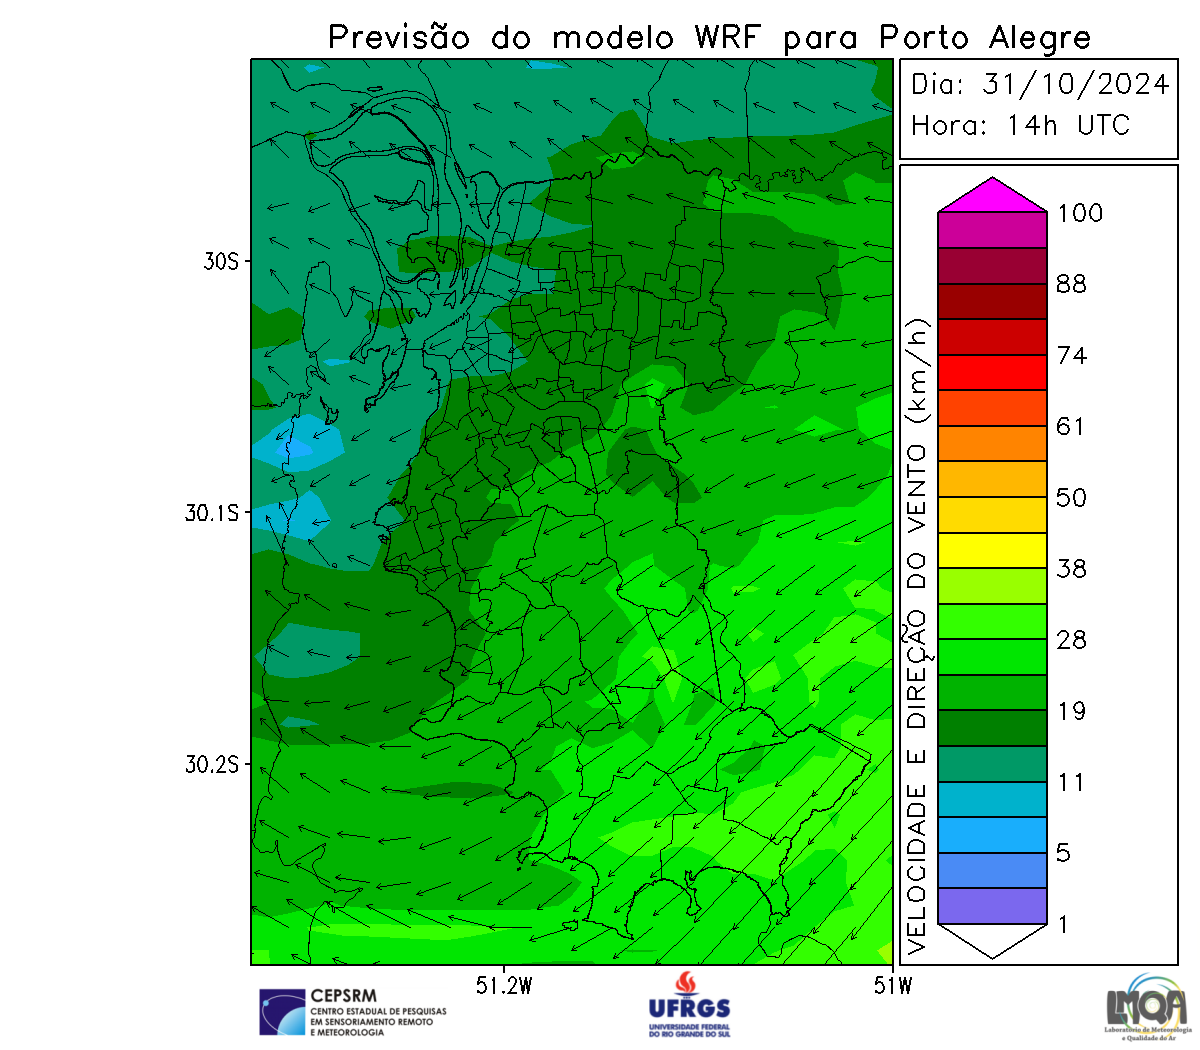 Previsão do modelo WRF para Porto Alegre
Dia: 31/10/2024
Hora: 14h UTC
30S
30.1S
30.2S
51.2W
51W
VELOCIDADE E DIREÇÃO DO VENTO (km/h)
100
88
74
61
50
38
28
19
11
5
1
CEPSRM
CENTRO ESTADUAL DE PESQUISAS
EM SENSORIAMENTO REMOTO
E METEOROLOGIA
UFRGS
UNIVERSIDADE FEDERAL
DO RIO GRANDE DO SUL
LMQA
Laboratório de Meteorologia
e Qualidade do Ar